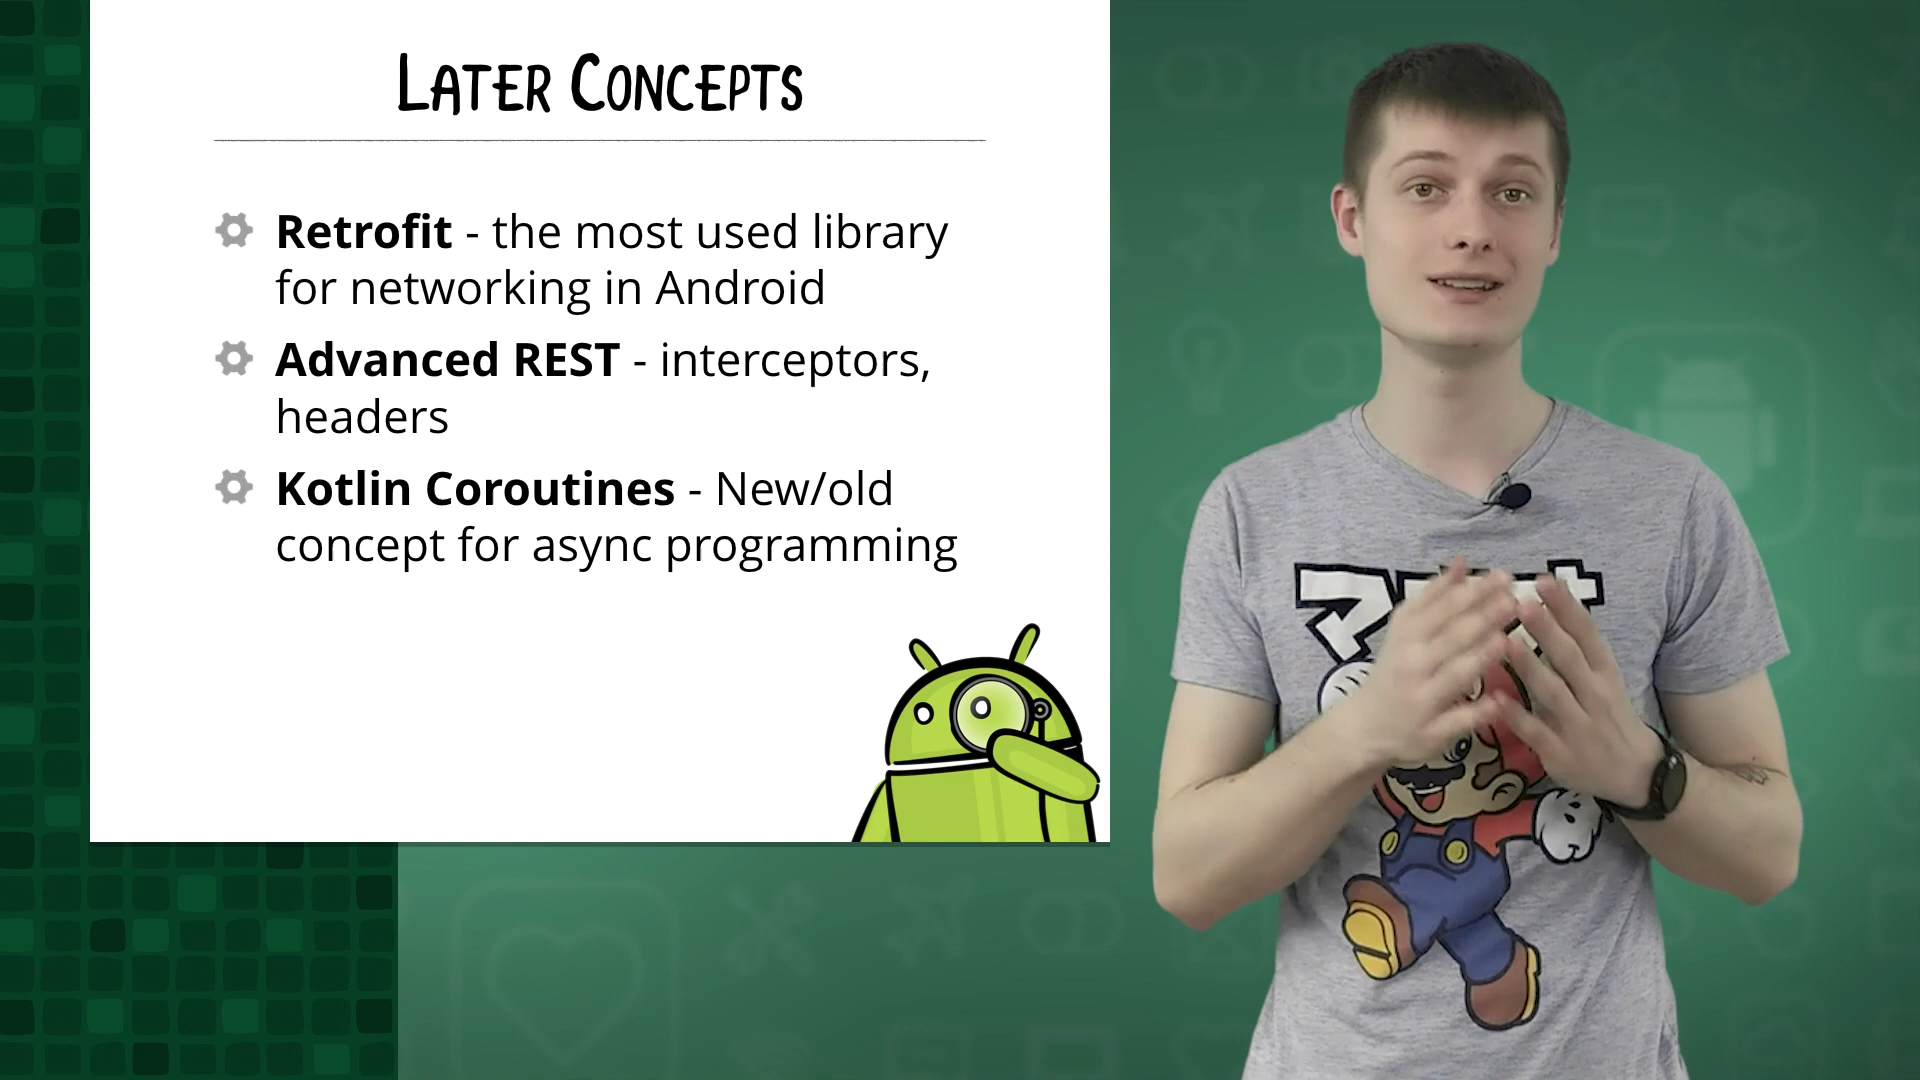 Later Concepts
Retrofit - the most used library
for networking in Android
Advanced REST - interceptors,
headers
Kotlin Coroutines - New/old
concept for async programming